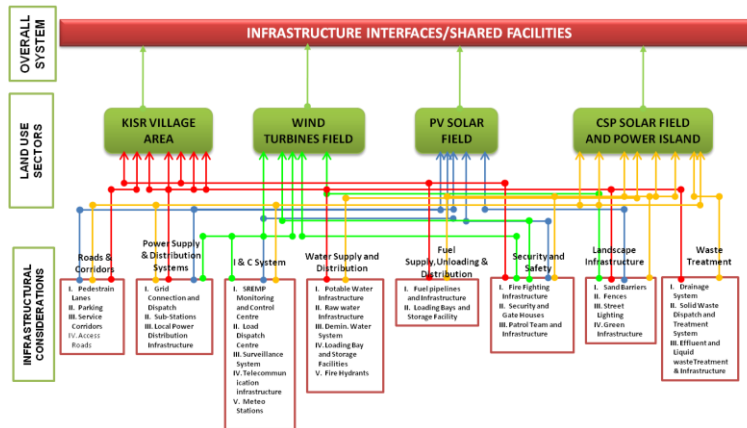 OVERALL
SYSTEM
INFRASTRUCTURE INTERFACES/SHARED FACILITIES
LAND USE
SECTORS
KISR VILLAGE
AREA
WIND
TURBINES FIELD
PV SOLAR
FIELD
CSP SOLAR FIELD
AND POWER ISLAND
INFRASTRUCTURAL
CONSIDERATIONS
Roads &
Corridors
I. Pedestrain
Lanes
II. Parking
III. Service
Corridors
IV. Access
Roads
Power Supply
& Distribution
Systems
I. Grid
Connection and
Dispatch
II. Sub-Stations
III. Local Power
Distribution
Infrastructure
I & C System
I. SREMP
Monitoring
and Control
Centre
II. Load
Dispatch
Centre
III. Surveillance
System
IV. Telecommun
ication
infrastructure
V. Meteo
Stations
Water Supply and
Distribution
I. Potable Water
Infrastructure
II. Raw water
Infrastructure
III. Demin. Water
System
IV. Loading Bay
and Storage
Facilities
V. Fire Hydrants
Fuel
Supply, Unloading &
Distribution
I. Fuel pipelines
and Infrastructure
II. Loading Bays and
Storage Facility
Security and
Safety
I. Fire Fighting
Infrastructure
II. Security and
Gate Houses
III. Patrol Team and
Infrastructure
Landscape
Infrastructure
I. Sand Barriers
II. Fences
III. Street
Lighting
IV. Green
Infrastructure
Waste
Treatment
I. Drainage
System
II. Solid Waste
Dispatch and
Treatment
System
III. Effluent and
Liquid
waste Treatment
& Infrastructure